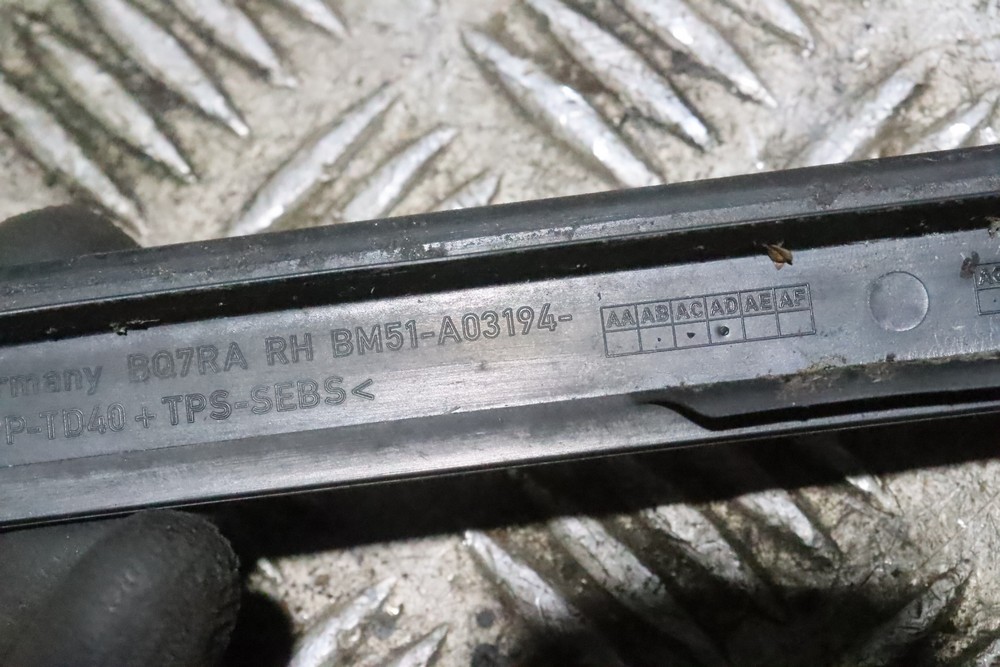 rmany BQ7RA RH BM51-A03194-
AA AB AC AD AE AF
P-TD40 + TPS-SEBS<